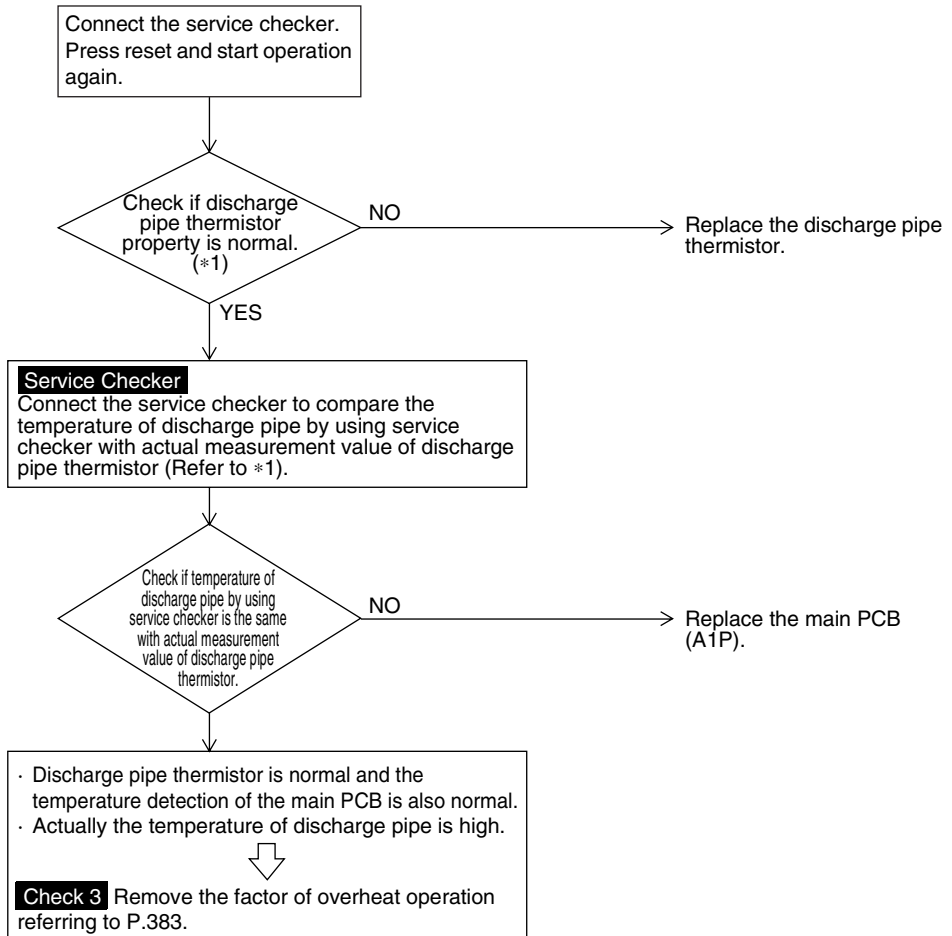 Connect the service checker.
Press reset and start operation
again.
Check if discharge
pipe thermistor
property is normal.
(*1)
NO
Replace the discharge pipe
thermistor.
YES
Service Checker
Connect the service checker to compare the
temperature of discharge pipe by using service
checker with actual measurement value of discharge
pipe thermistor (Refer to *1).
Check if temperature of
discharge pipe by using
service checker is the same
with actual measurement
value of discharge pipe
thermistor.
NO
Replace the main PCB
(A1P).
· Discharge pipe thermistor is normal and the
temperature detection of the main PCB is also normal.
· Actually the temperature of discharge pipe is high.
Check 3 Remove the factor of overheat operation
referring to P.383.